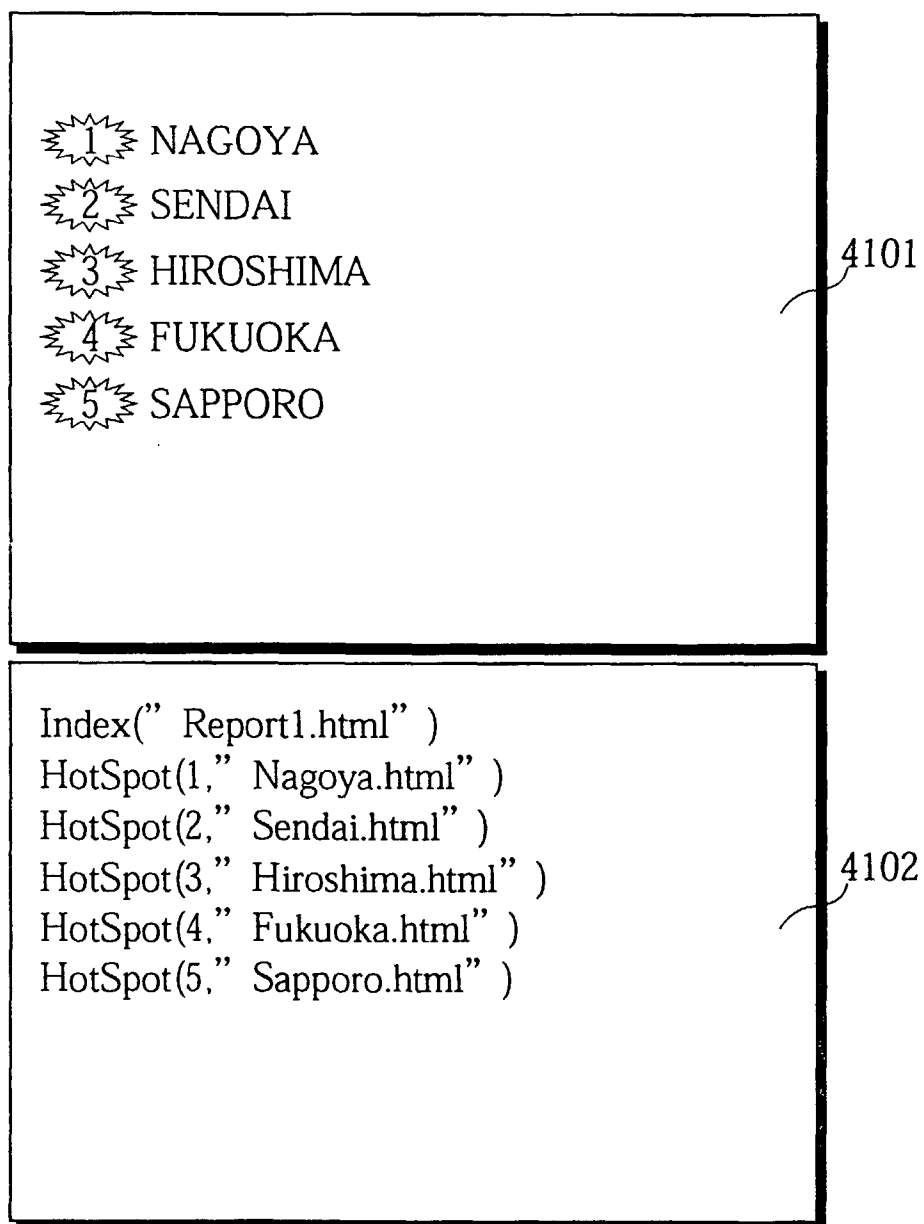 1 NAGOYA
2 SENDAI
3 HIROSHIMA
4 FUKUOKA
5 SAPPORO
4101
Index(” Report1.html” )
HotSpot(1,” Nagoya.html” )
HotSpot(2,” Sendai.html” )
HotSpot(3,” Hiroshima.html” )
HotSpot(4,” Fukuoka.html” )
HotSpot(5,” Sapporo.html” )
4102